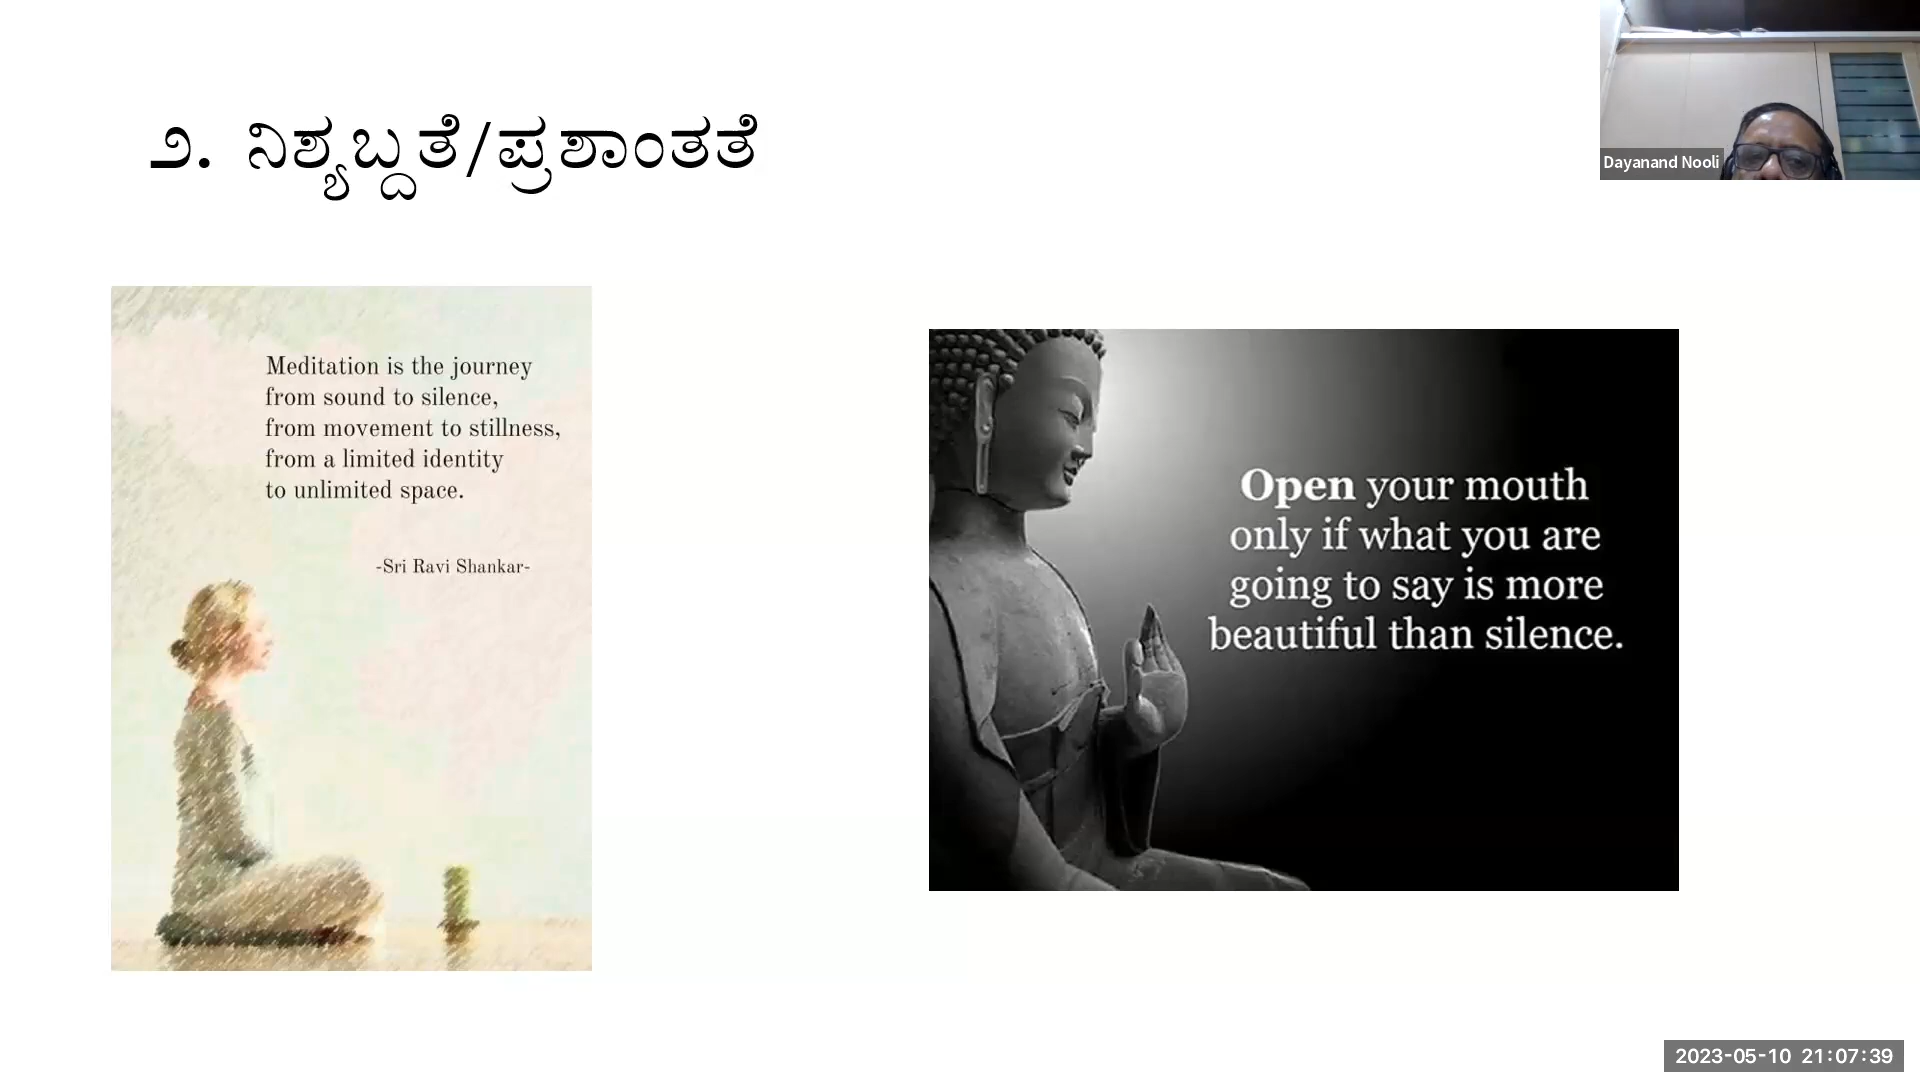 ೨. ನಿಶ್ಯಬ್ದತೆ/ಪ್ರಶಾಂತತೆ
Dayanand Nooli
Meditation is the journey
from sound to silence,
from movement to stillness,
from a limited identity
to unlimited space.
-Sri Ravi Shankar-
Open your mouth
only if what you are
going to say is more
beautiful than silence.
2023-05-10 21:07:39